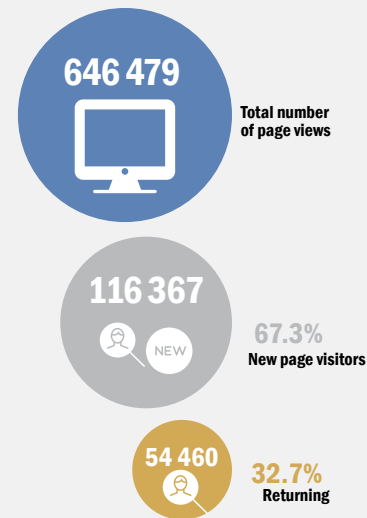 646 479
Total number
of page views
116 367
NEW
67.3%
New page visitors
54 460
32.7%
Returning